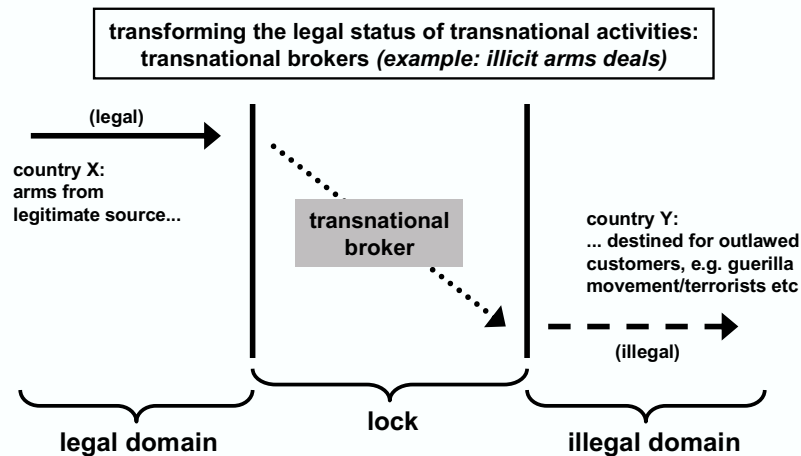 transforming the legal status of transnational activities:
transnational brokers (example: illicit arms deals)
(legal)
country X:
arms from
legitimate source...
transnational
broker
country Y:
... destined for outlawed
customers, e.g. guerilla
movement/terrorists etc
(illegal)
legal domain
lock
illegal domain